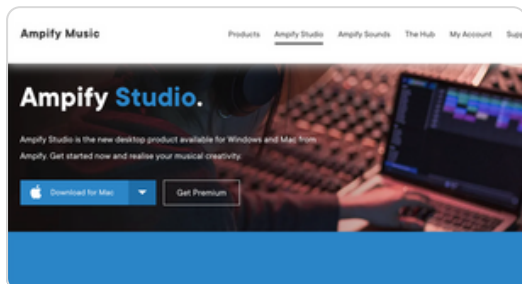 Ampify Music
Products Ampify Studio Ampify Sounds The Hub My Account Supp
Ampify Studio.
Ampify Studio is the new desktop product available for Windows and Mac from
Ampify. Get started now and realise your musical creativity.
Download for Mac Get Premium